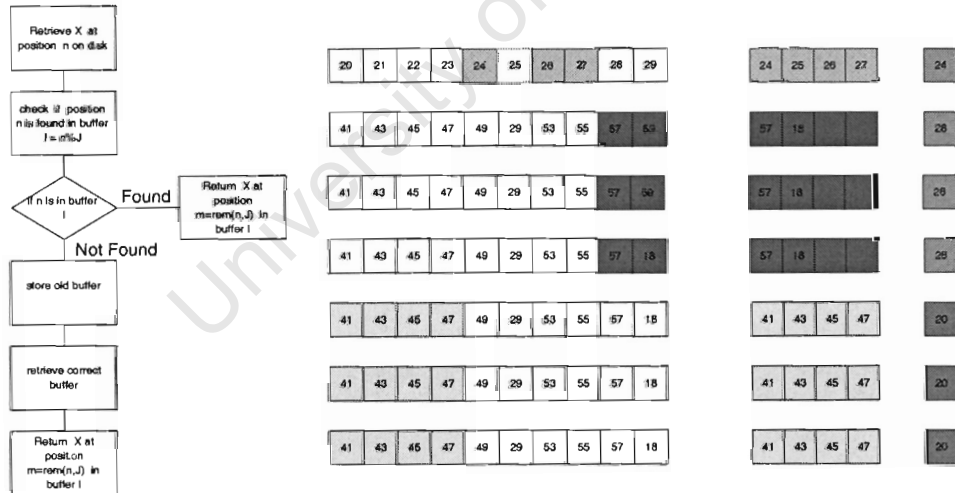 Retrieve X at
position n on disk
check if position
n is found in buffer
I = n%J
If n is in buffer
I
Found
Return X at
position
m=rem(n,J) in
buffer I
Not Found
store old buffer
retrieve correct
buffer
Return X at
position
m=rem(n,J) in
buffer I
20 21 22 23 24 25 26 27 28 29
24 25 26 27
24
41 43 45 47 49 29 53 55 57 59
57 18
28
41 43 45 47 49 29 53 55 57
57 18
28
41 43 45 47 49 29 53 55 57 18
57 18
28
41 43 45 47 49 29 53 55 57 18
41 43 45 47
20
41 43 45 47 49 29 53 55 57 18
41 43 45 47
20
41 43 45 47 49 29 53 55 57 18
41 43 45 47
20
University of